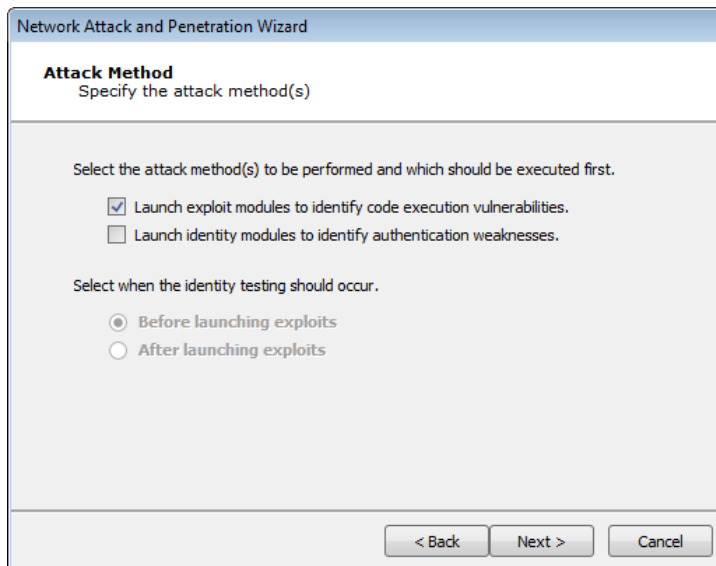 Network Attack and Penetration Wizard
Attack Method
Specify the attack method(s)
Select the attack method(s) to be performed and which should be executed first.
Launch exploit modules to identify code execution vulnerabilities.
Launch identity modules to identify authentication weaknesses.
Select when the identity testing should occur.
Before launching exploits
After launching exploits
< Back Next > Cancel